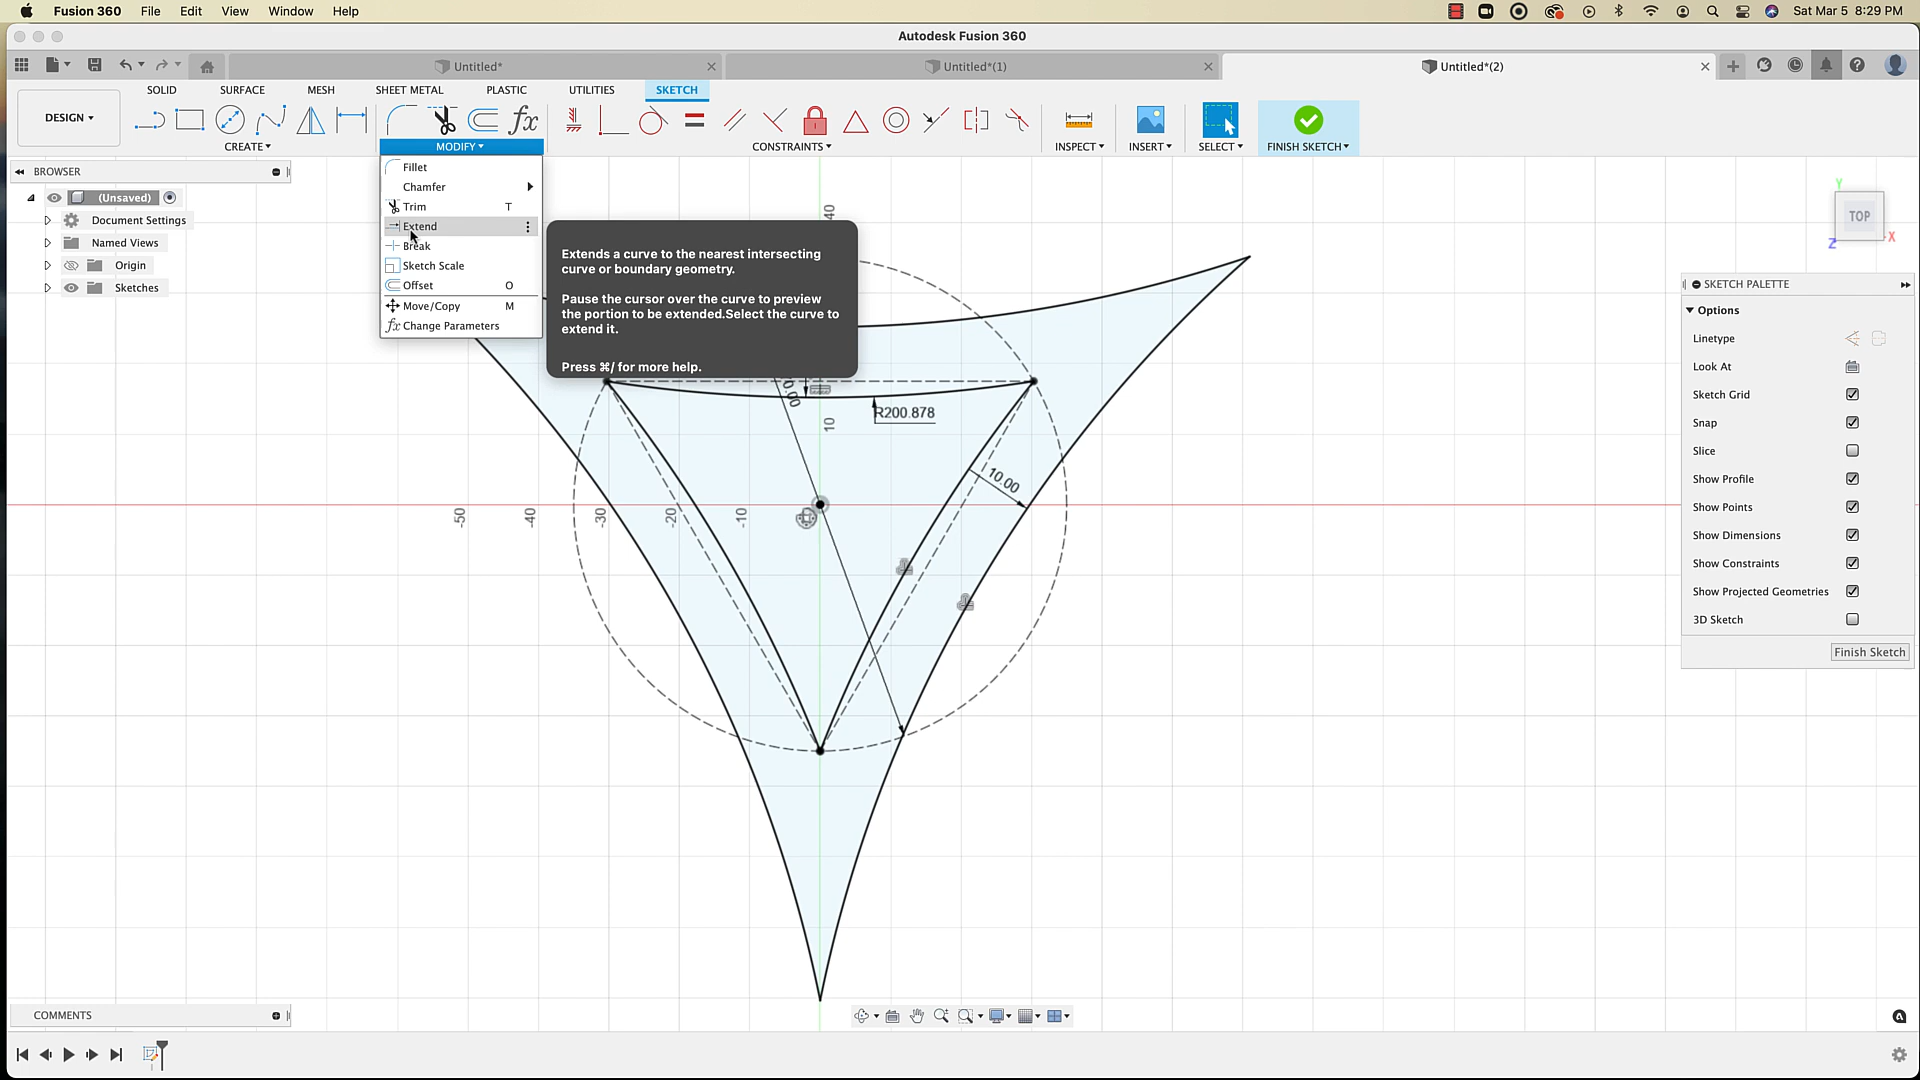 Fusion 360 File Edit View Window Help
Sat Mar 5 8:29 PM
Autodesk Fusion 360
Untitled* Untitled*(1) Untitled*(2)
SOLID SURFACE MESH SHEET METAL PLASTIC UTILITIES SKETCH
DESIGN
CREATE MODIFY CONSTRAINTS INSPECT INSERT SELECT FINISH SKETCH
fx
BROWSER
(Unsaved)
Document Settings
Named Views
Origin
Sketches
Fillet
Chamfer
Trim T
Extend
Break
Sketch Scale
Offset O
Move/Copy M
fx Change Parameters
Extends a curve to the nearest intersecting
curve or boundary geometry.
Pause the cursor over the curve to preview
the portion to be extended.Select the curve to
extend it.
Press ⌘/ for more help.
40
R200.878
10
10.00
-50 -40 -30 -20 -10
Y
TOP
Z X
SKETCH PALETTE
Options
Linetype
Look At
Sketch Grid
Snap
Slice
Show Profile
Show Points
Show Dimensions
Show Constraints
Show Projected Geometries
3D Sketch
Finish Sketch
COMMENTS